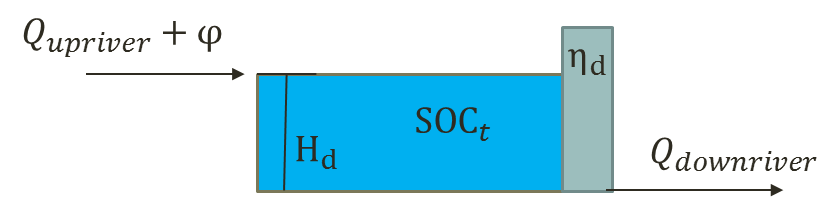 Q_upriver + φ
η_d
SOC_t
H_d
Q_downriver